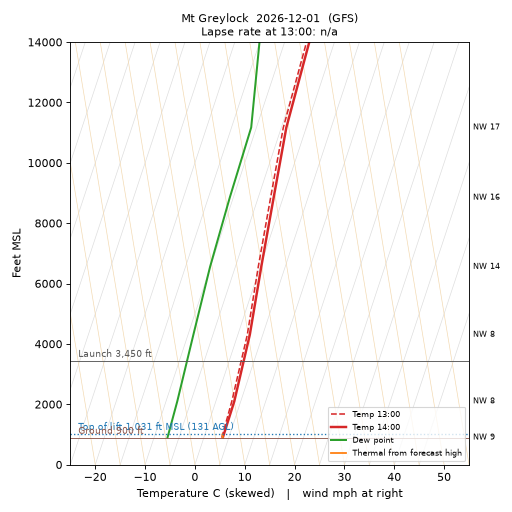 Mt Greylock 2026-12-01 (GFS)
Lapse rate at 13:00: n/a
14000
12000
10000
8000
6000
4000
2000
0
Feet MSL
NW 17
NW 16
NW 14
NW 8
NW 8
NW 9
Launch 3,450 ft
Top of lift 1,031 ft MSL (131 AGL)
Ground 900 ft
Temp 13:00
Temp 14:00
Dew point
Thermal from forecast high
−20
−10
0
10
20
30
40
50
Temperature C (skewed) | wind mph at right